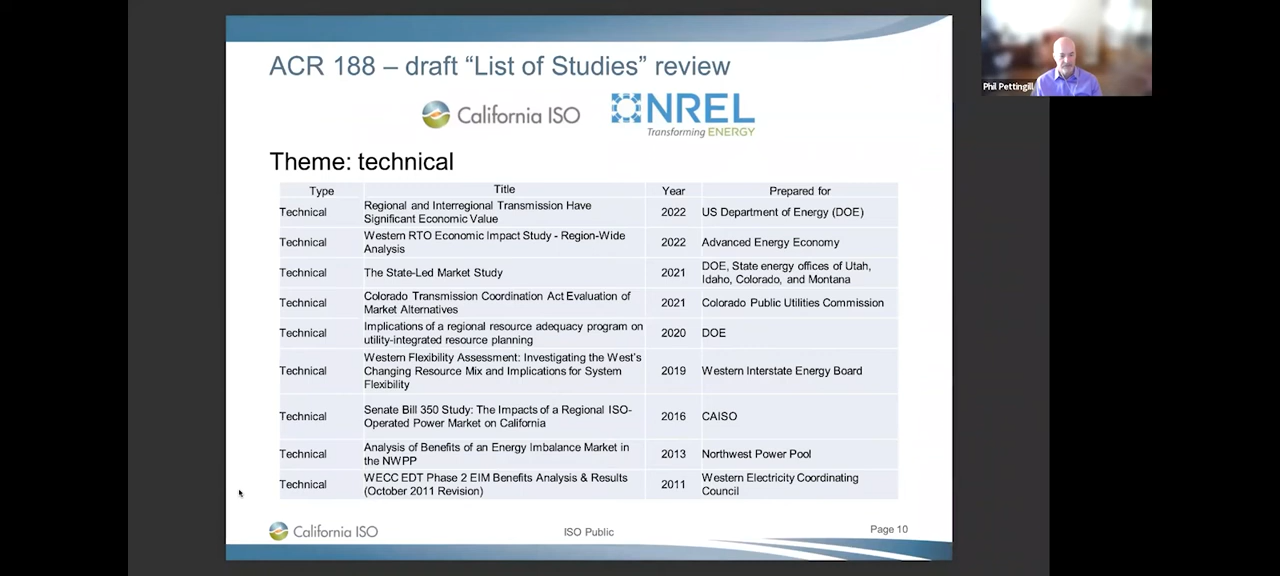 ACR 188 – draft “List of Studies” review
California ISO
NREL
Transforming ENERGY
Phil Pettingill
Theme: technical
Type Title Year Prepared for
Technical
Regional and Interregional Transmission Have
Significant Economic Value
2022
US Department of Energy (DOE)
Technical
Western RTO Economic Impact Study - Region-Wide
Analysis
2022
Advanced Energy Economy
Technical
The State-Led Market Study
2021
DOE, State energy offices of Utah,
Idaho, Colorado, and Montana
Technical
Colorado Transmission Coordination Act Evaluation of
Market Alternatives
2021
Colorado Public Utilities Commission
Technical
Implications of a regional resource adequacy program on
utility-integrated resource planning
2020
DOE
Technical
Western Flexibility Assessment: Investigating the West's
Changing Resource Mix and Implications for System
Flexibility
2019
Western Interstate Energy Board
Technical
Senate Bill 350 Study: The Impacts of a Regional ISO-
Operated Power Market on California
2016
CAISO
Technical
Analysis of Benefits of an Energy Imbalance Market in
the NWPP
2013
Northwest Power Pool
Technical
WECC EDT Phase 2 EIM Benefits Analysis & Results
(October 2011 Revision)
2011
Western Electricity Coordinating
Council
California ISO
ISO Public
Page 10